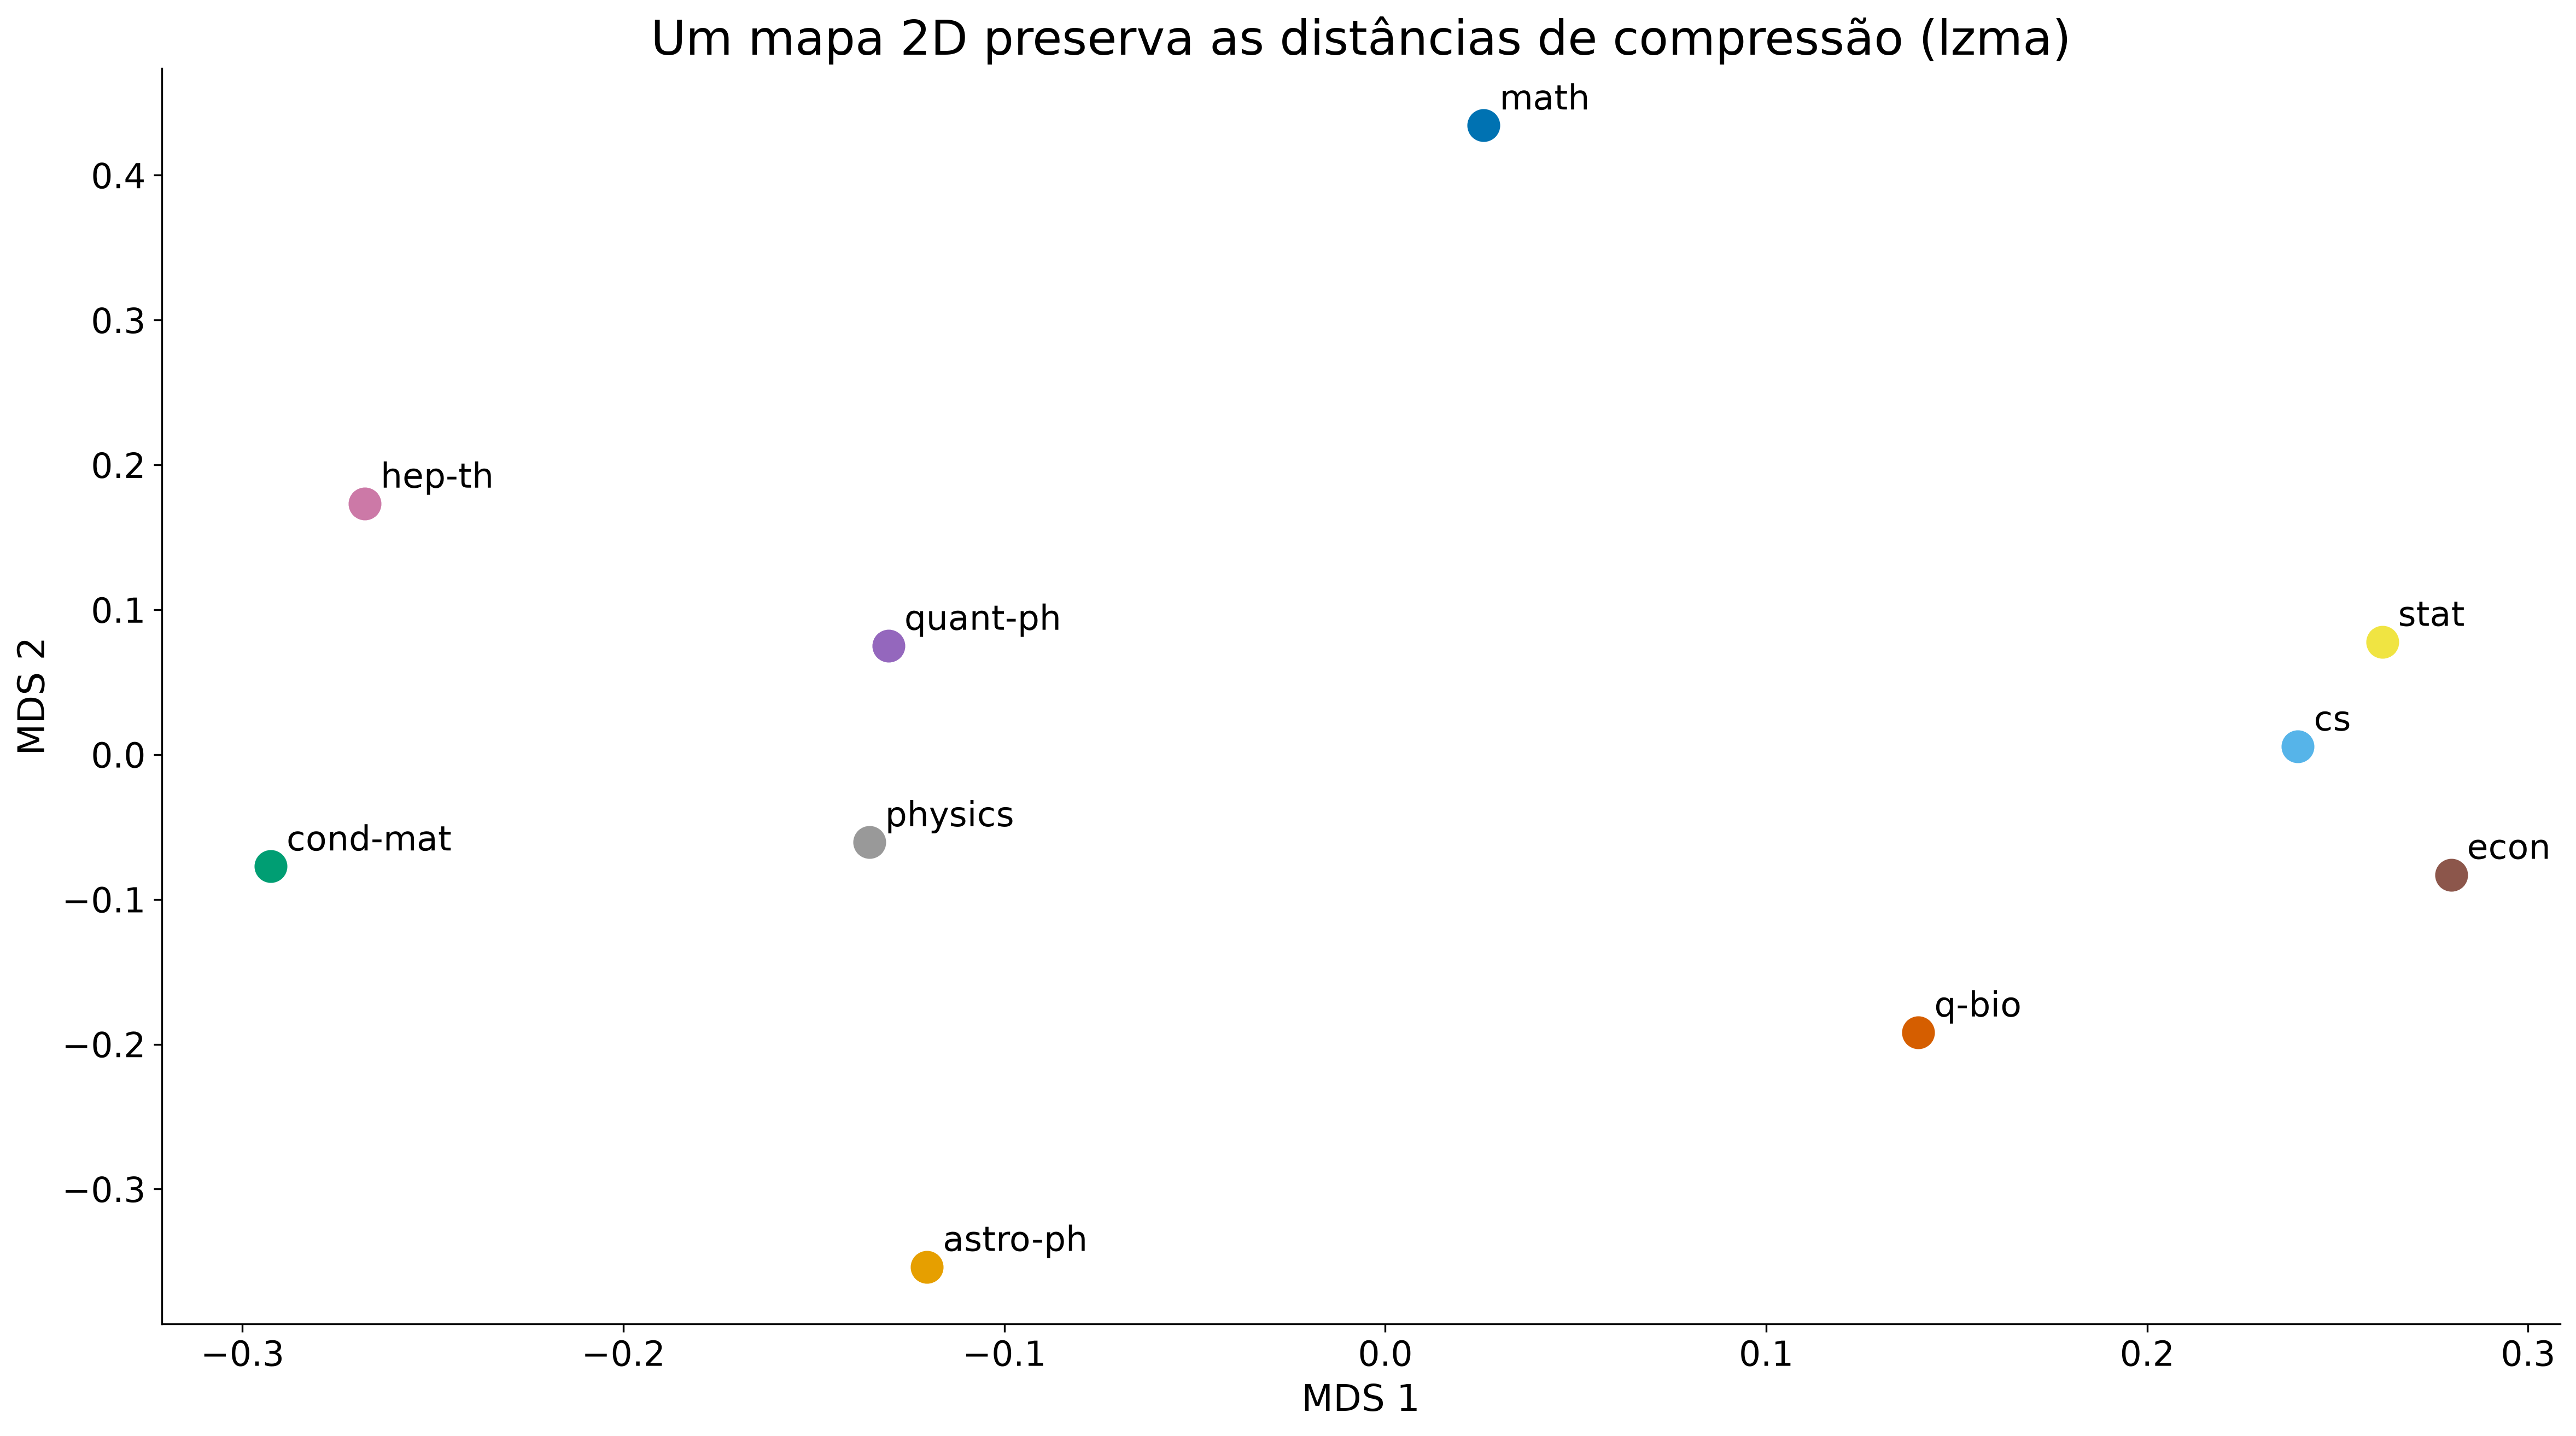 Um mapa 2D preserva as distâncias de compressão (lzma)
math
0.4
0.3
hep-th
0.2
quant-ph
stat
0.1
cs
0.0
MDS 2
physics
cond-mat
econ
−0.1
q-bio
−0.2
−0.3
astro-ph
−0.3 −0.2 −0.1 0.0 0.1 0.2 0.3
MDS 1